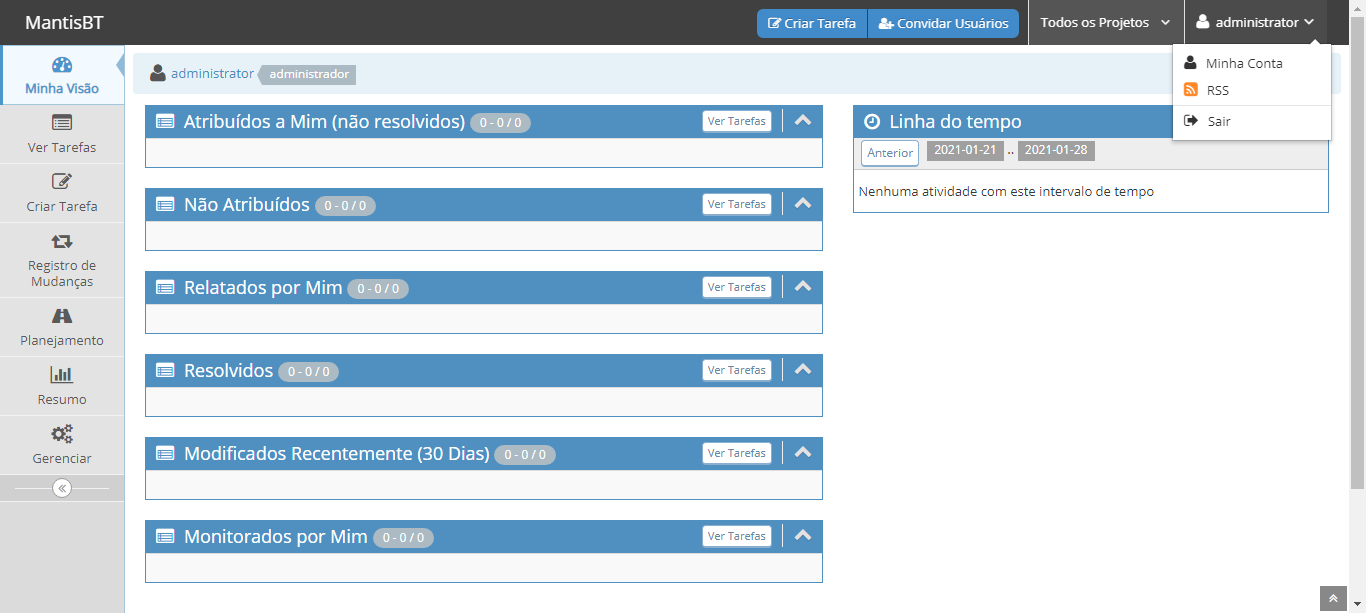 MantisBT
Criar Tarefa
Convidar Usuários
Todos os Projetos
administrator
Minha Conta
RSS
Sair
Minha Visão
Ver Tarefas
Criar Tarefa
Registro de
Mudanças
Planejamento
Resumo
Gerenciar
administrator administrador
Atribuídos a Mim (não resolvidos) 0 - 0 / 0 Ver Tarefas
Não Atribuídos 0 - 0 / 0 Ver Tarefas
Relatados por Mim 0 - 0 / 0 Ver Tarefas
Resolvidos 0 - 0 / 0 Ver Tarefas
Modificados Recentemente (30 Dias) 0 - 0 / 0 Ver Tarefas
Monitorados por Mim 0 - 0 / 0 Ver Tarefas
Linha do tempo
Anterior 2021-01-21 .. 2021-01-28
Nenhuma atividade com este intervalo de tempo